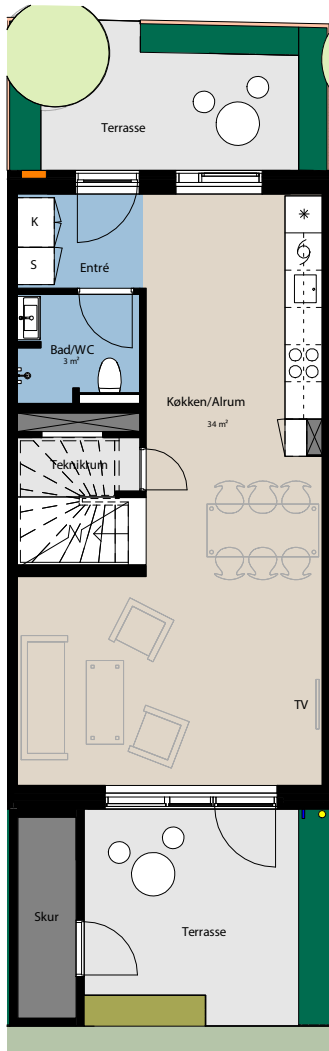 Terrasse
K
S
Entré
Bad/WC
3 m²
Køkken/Alrum
34 m²
Teknikrum
TV
Skur
Terrasse